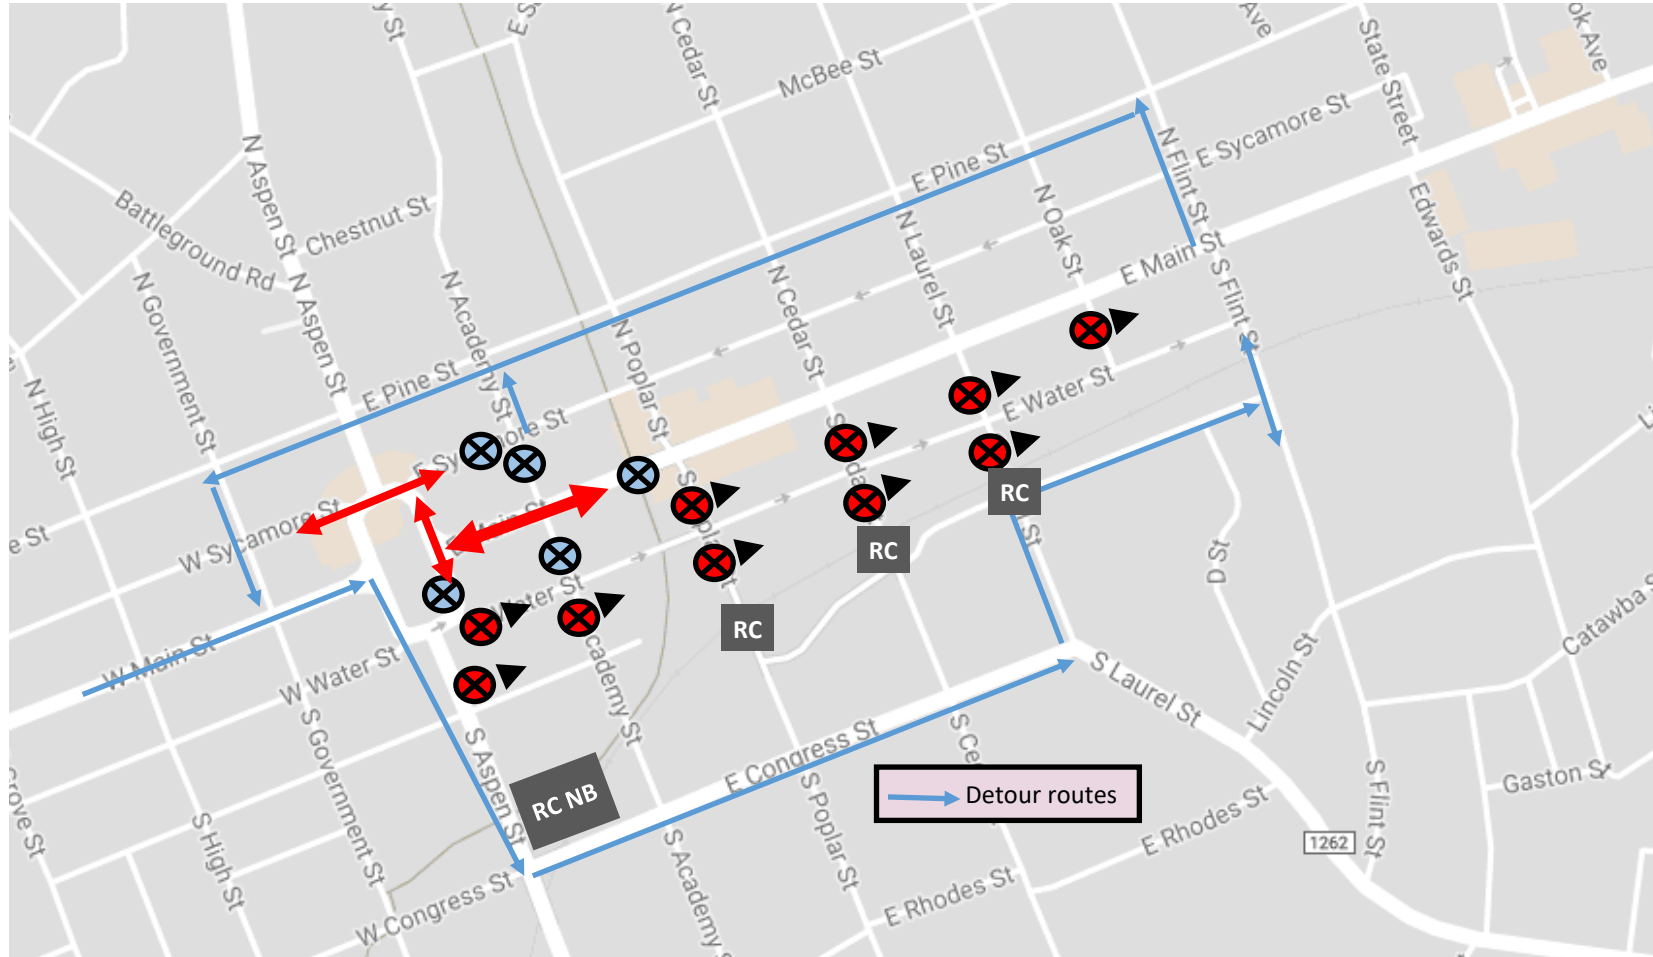 N Cedar St
McBee St
State Street
N Aspen St
Battleground Rd
Chestnut St
N Academy St
N Government St
N Aspen St
E Pine St
N Flint St
E Sycamore St
N Oak St
N Laurel St
E Main St
S Flint St
Edwards St
N Cedar St
N Poplar St
E Pine St
N High St
W Sycamore St
E Water St
RC
RC
RC
D St
W Main St
W Water St
S Government St
S Aspen St
RC NB
S High St
W Congress St
E Congress St
S Academy St
S Poplar St
S Laurel St
Lincoln St
Catawba S
Gaston St
S Flint St
E Rhodes St
E Rhodes St
1262
Detour routes